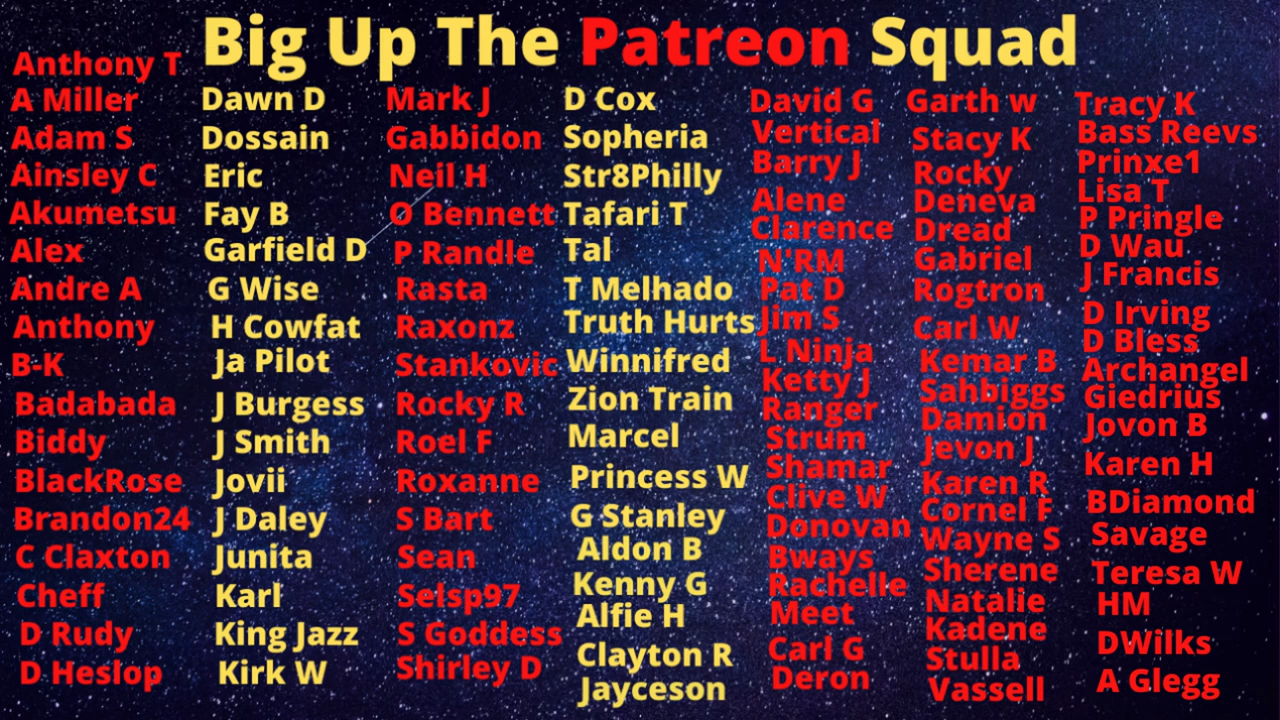 Big Up The Patreon Squad
Anthony T
A Miller
Adam S
Ainsley C
Akumetsu
Alex
Andre A
Anthony
B-K
Badabada
Biddy
BlackRose
Brandon24
C Claxton
Cheff
D Rudy
D Heslop
Dawn D
Dossain
Eric
Fay B
Garfield D
G Wise
H Cowfat
Ja Pilot
J Burgess
J Smith
Jovii
J Daley
Junita
Karl
King Jazz
Kirk W
Mark J
Gabbidon
Neil H
O Bennett
P Randle
Rasta
Raxonz
Stankovic
Rocky R
Roel F
Roxanne
S Bart
Sean
Selsp97
S Goddess
Shirley D
D Cox
Sopheria
Str8Philly
Tafari T
Tal
T Melhado
Truth Hurts
Winnifred
Zion Train
Marcel
Princess W
G Stanley
Aldon B
Kenny G
Alfie H
Clayton R
Jayceson
David G
Vertical
Barry J
Alene
Clarence
N'RM
Pat D
Jim S
L Ninja
Ketty J
Ranger
Strum
Shamar
Clive W
Donovan
Bways
Rachelle
Meet
Carl G
Deron
Garth w
Stacy K
Rocky
Deneva
Dread
Gabriel
Rogtron
Carl W
Kemar B
Sahbiggs
Damion
Jevon J
Karen R
Cornel F
Wayne S
Sherene
Natalie
Kadene
Stulla
Vassell
Tracy K
Bass Reevs
Prinxe1
Lisa T
P Pringle
D Wau
J Francis
D Irving
D Bless
Archangel
Giedrius
Jovon B
Karen H
BDiamond
Savage
Teresa W
HM
DWilks
A Glegg